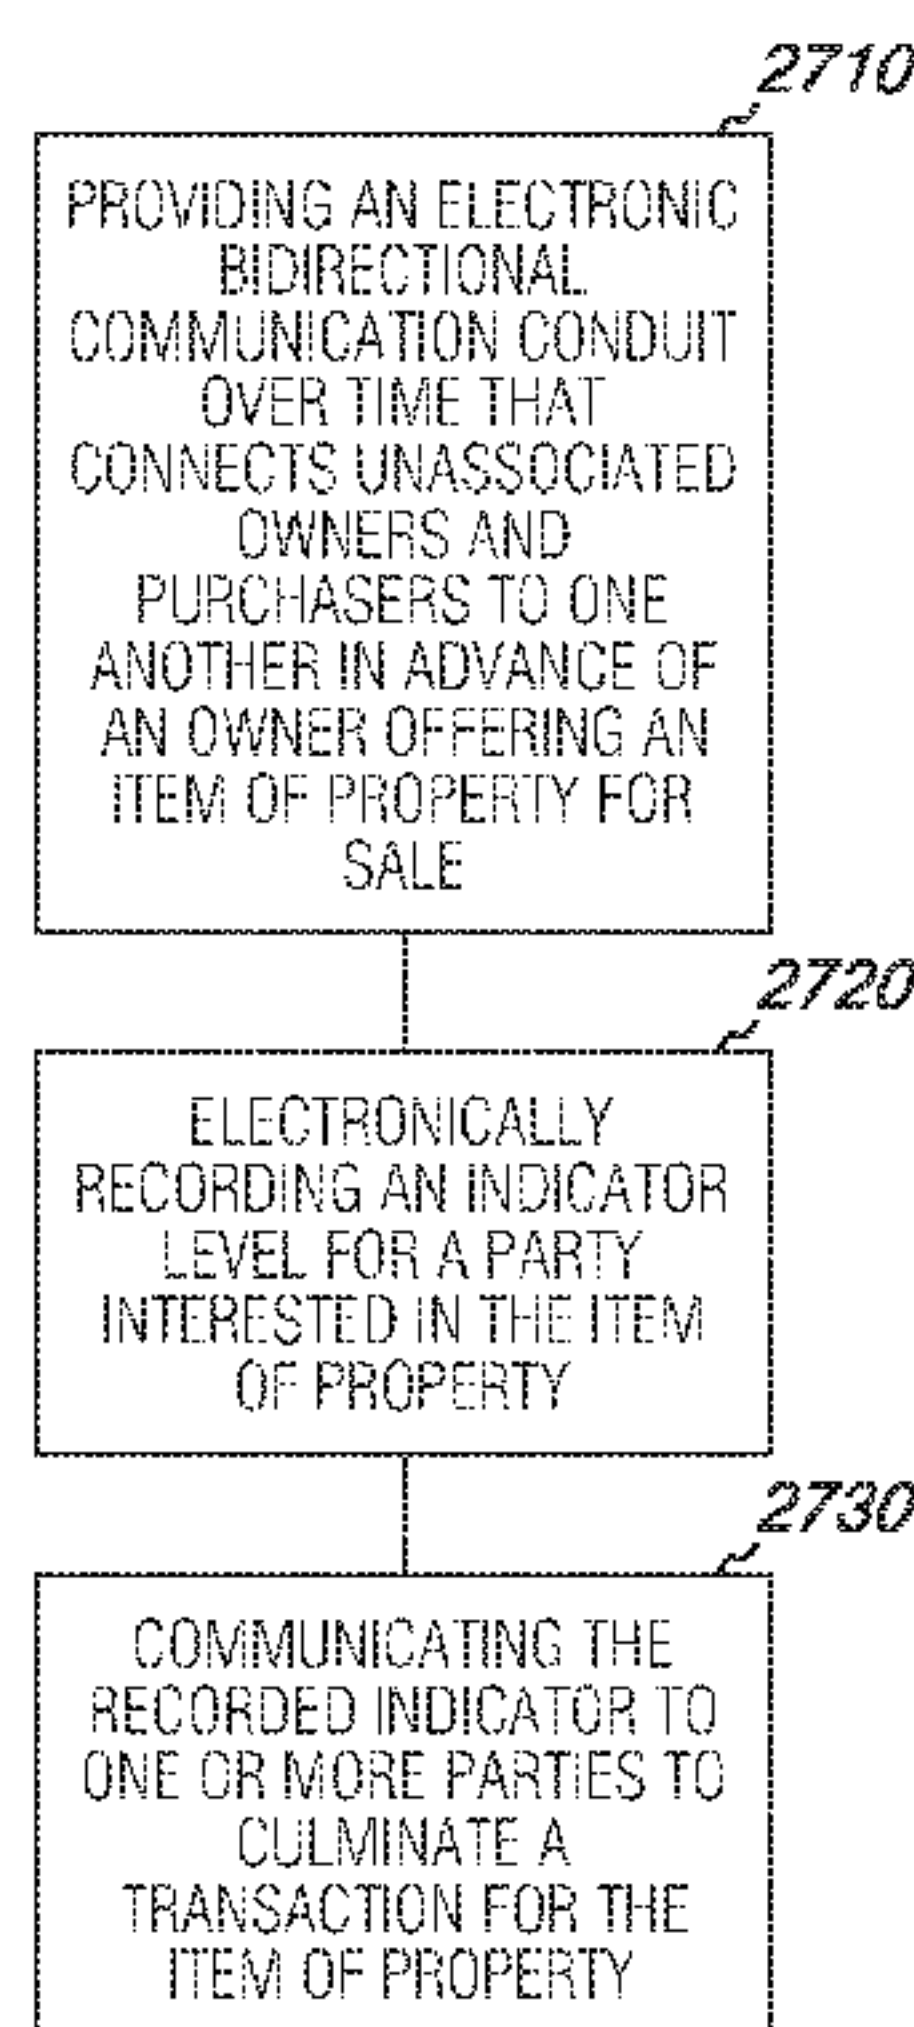 2710
PROVIDING AN ELECTRONIC
BIDIRECTIONAL
COMMUNICATION CONDUIT
OVER TIME THAT
CONNECTS UNASSOCIATED
OWNERS AND
PURCHASERS TO ONE
ANOTHER IN ADVANCE OF
AN OWNER OFFERING AN
ITEM OF PROPERTY FOR
SALE
2720
ELECTRONICALLY
RECORDING AN INDICATOR
LEVEL FOR A PARTY
INTERESTED IN THE ITEM
OF PROPERTY
2730
COMMUNICATING THE
RECORDED INDICATOR TO
ONE OR MORE PARTIES TO
CULMINATE A
TRANSACTION FOR THE
ITEM OF PROPERTY